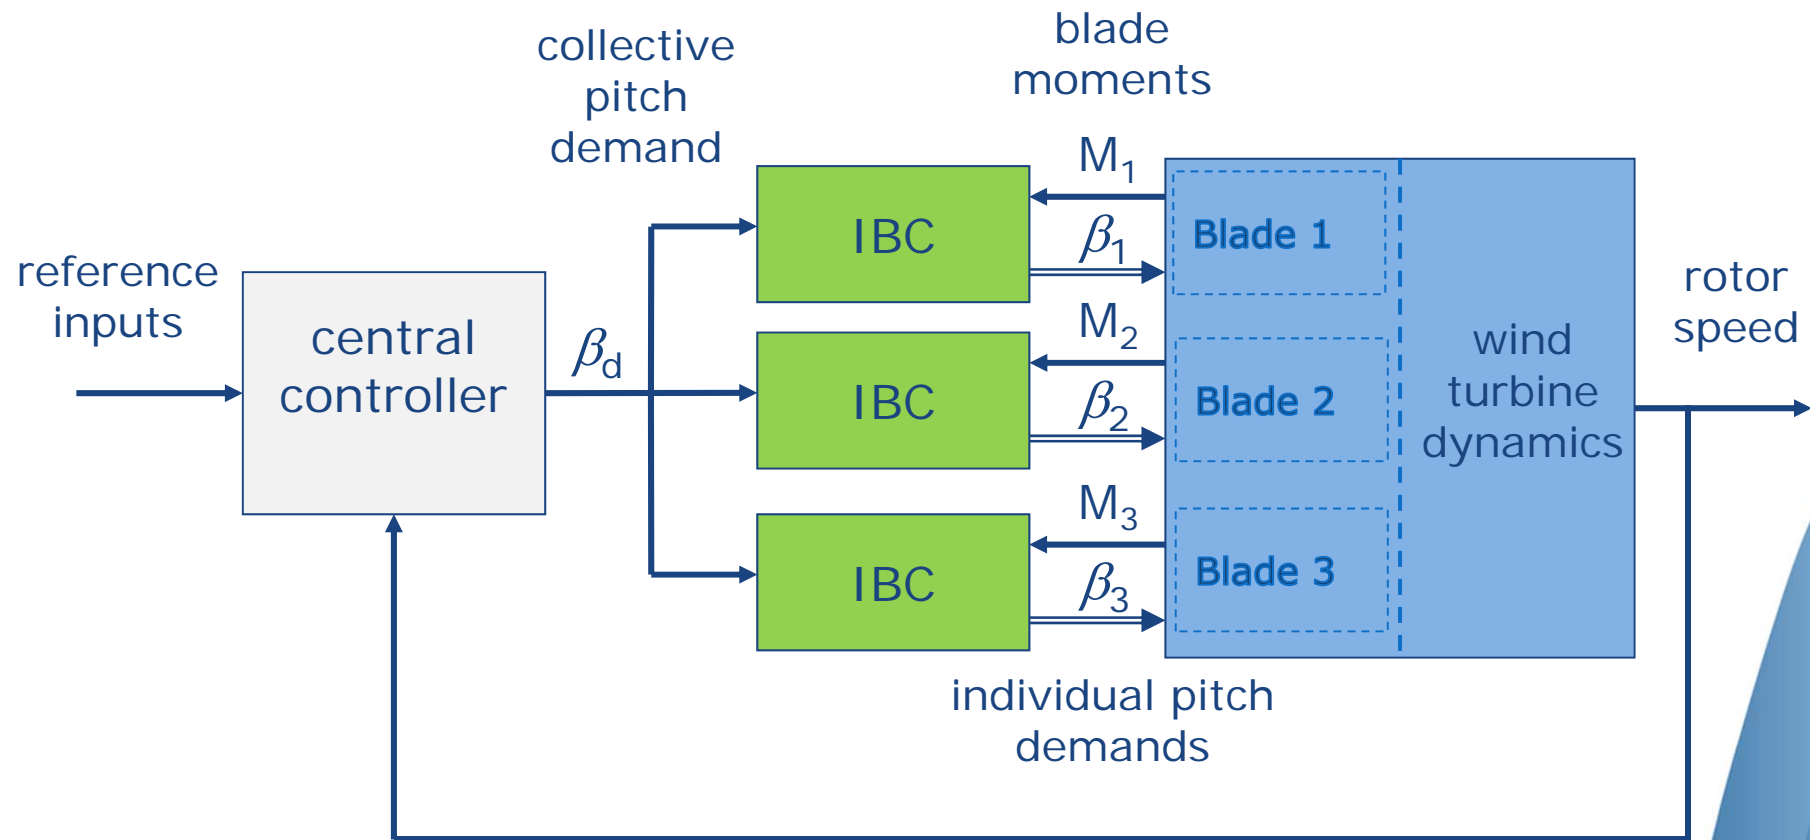 collective
pitch
demand
blade
moments
reference
inputs
central
controller
β_d
IBC
M₁
β₁
Blade 1
IBC
M₂
β₂
Blade 2
IBC
M₃
β₃
Blade 3
wind
turbine
dynamics
rotor
speed
individual pitch
demands